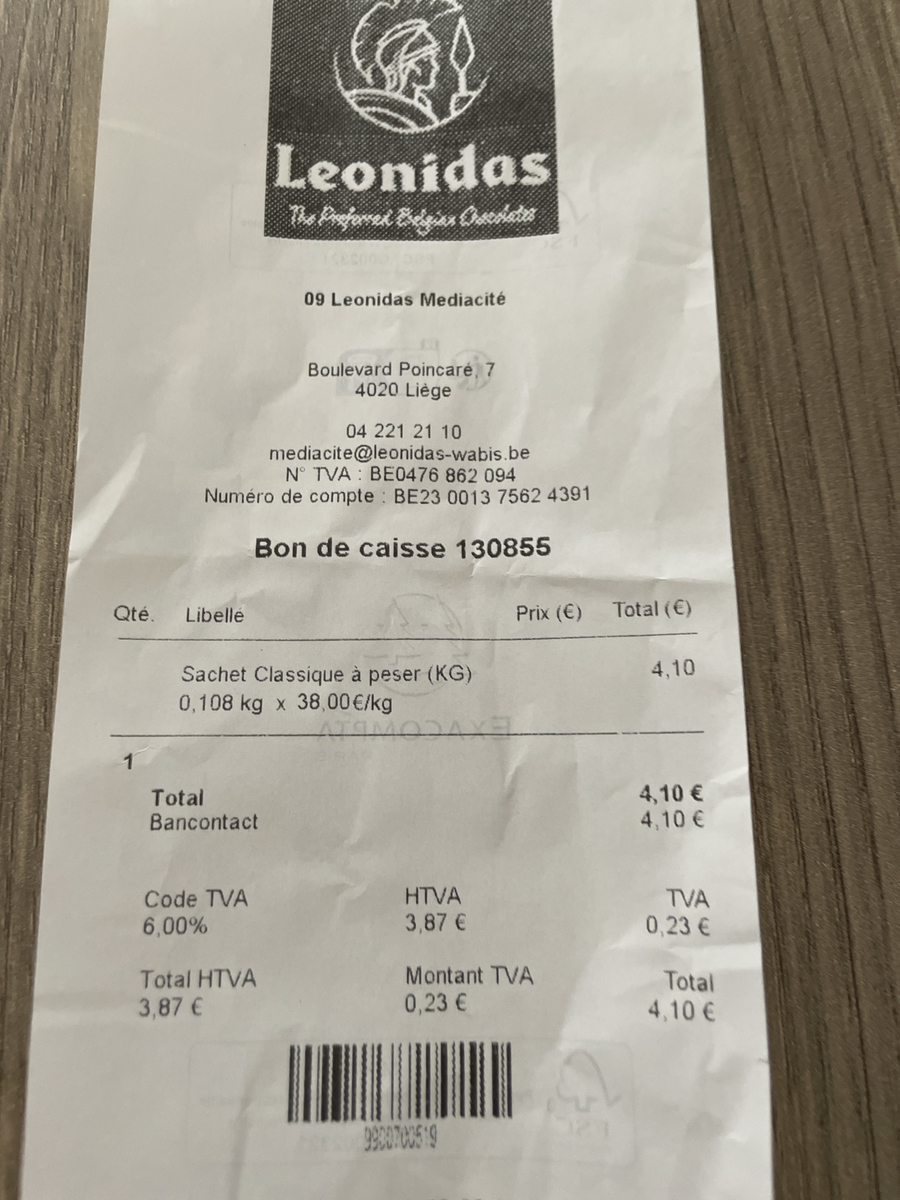 Leonidas
The Preferred Belgian Chocolates
09 Leonidas Mediacité
Boulevard Poincaré, 7
4020 Liège
04 221 21 10
mediacite@leonidas-wabis.be
N° TVA : BE0476 862 094
Numéro de compte : BE23 0013 7562 4391
Bon de caisse 130855
Qté. Libellé Prix (€) Total (€)
Sachet Classique à peser (KG) 4,10
0,108 kg x 38,00€/kg
EXACOMPTA
1
Total 4,10 €
Bancontact 4,10 €
Code TVA HTVA TVA
6,00% 3,87 € 0,23 €
Total HTVA Montant TVA Total
3,87 € 0,23 € 4,10 €
FSC